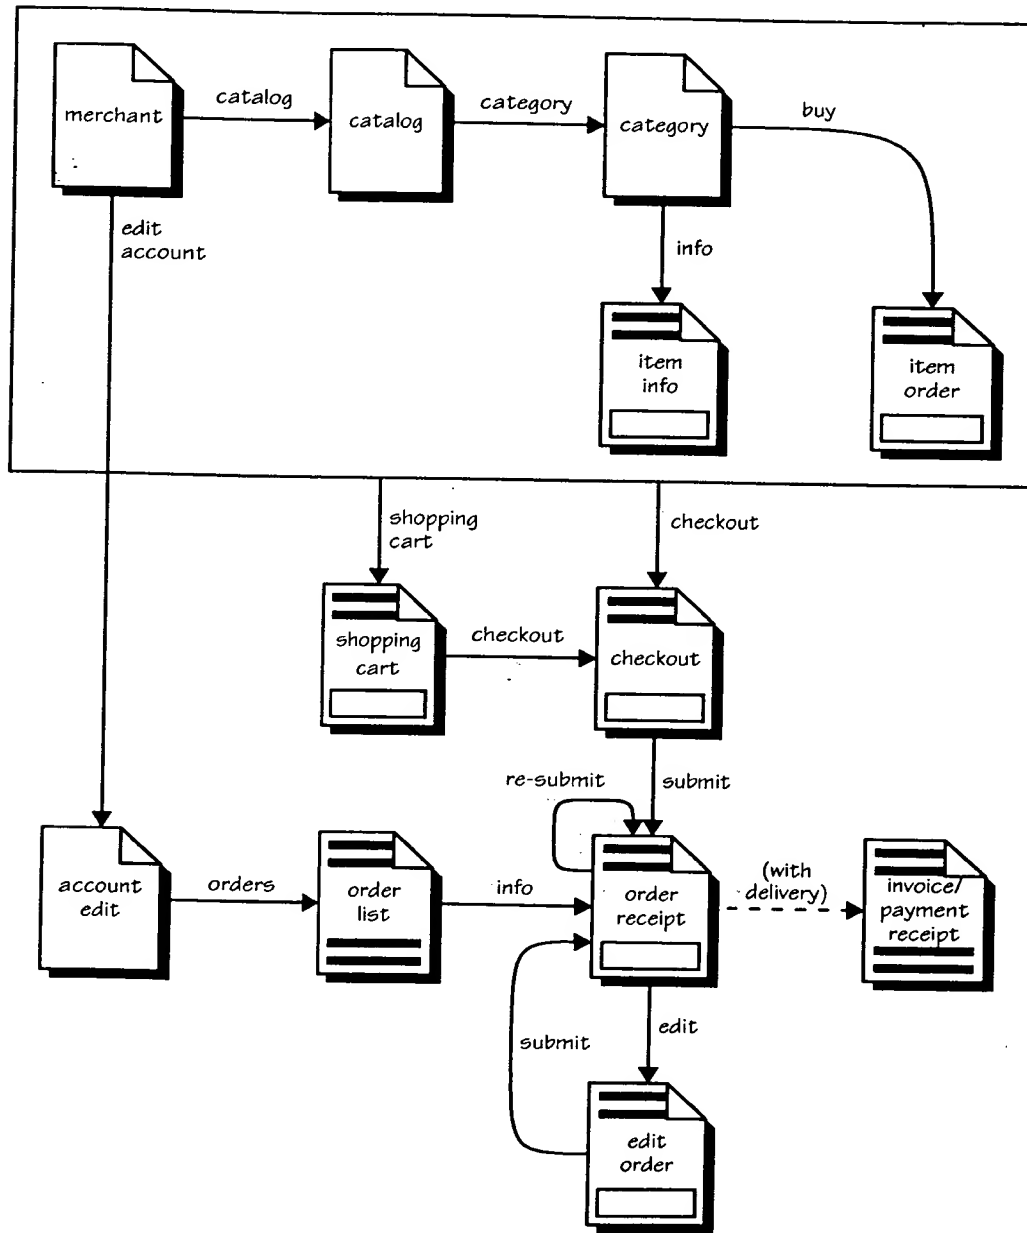 merchant
catalog
catalog
category
category
buy
edit
account
info
item
info
item
order
shopping
cart
checkout
shopping
cart
checkout
checkout
re-submit
submit
account
edit
orders
order
list
info
order
receipt
(with
delivery)
invoice/
payment
receipt
submit
edit
edit
order